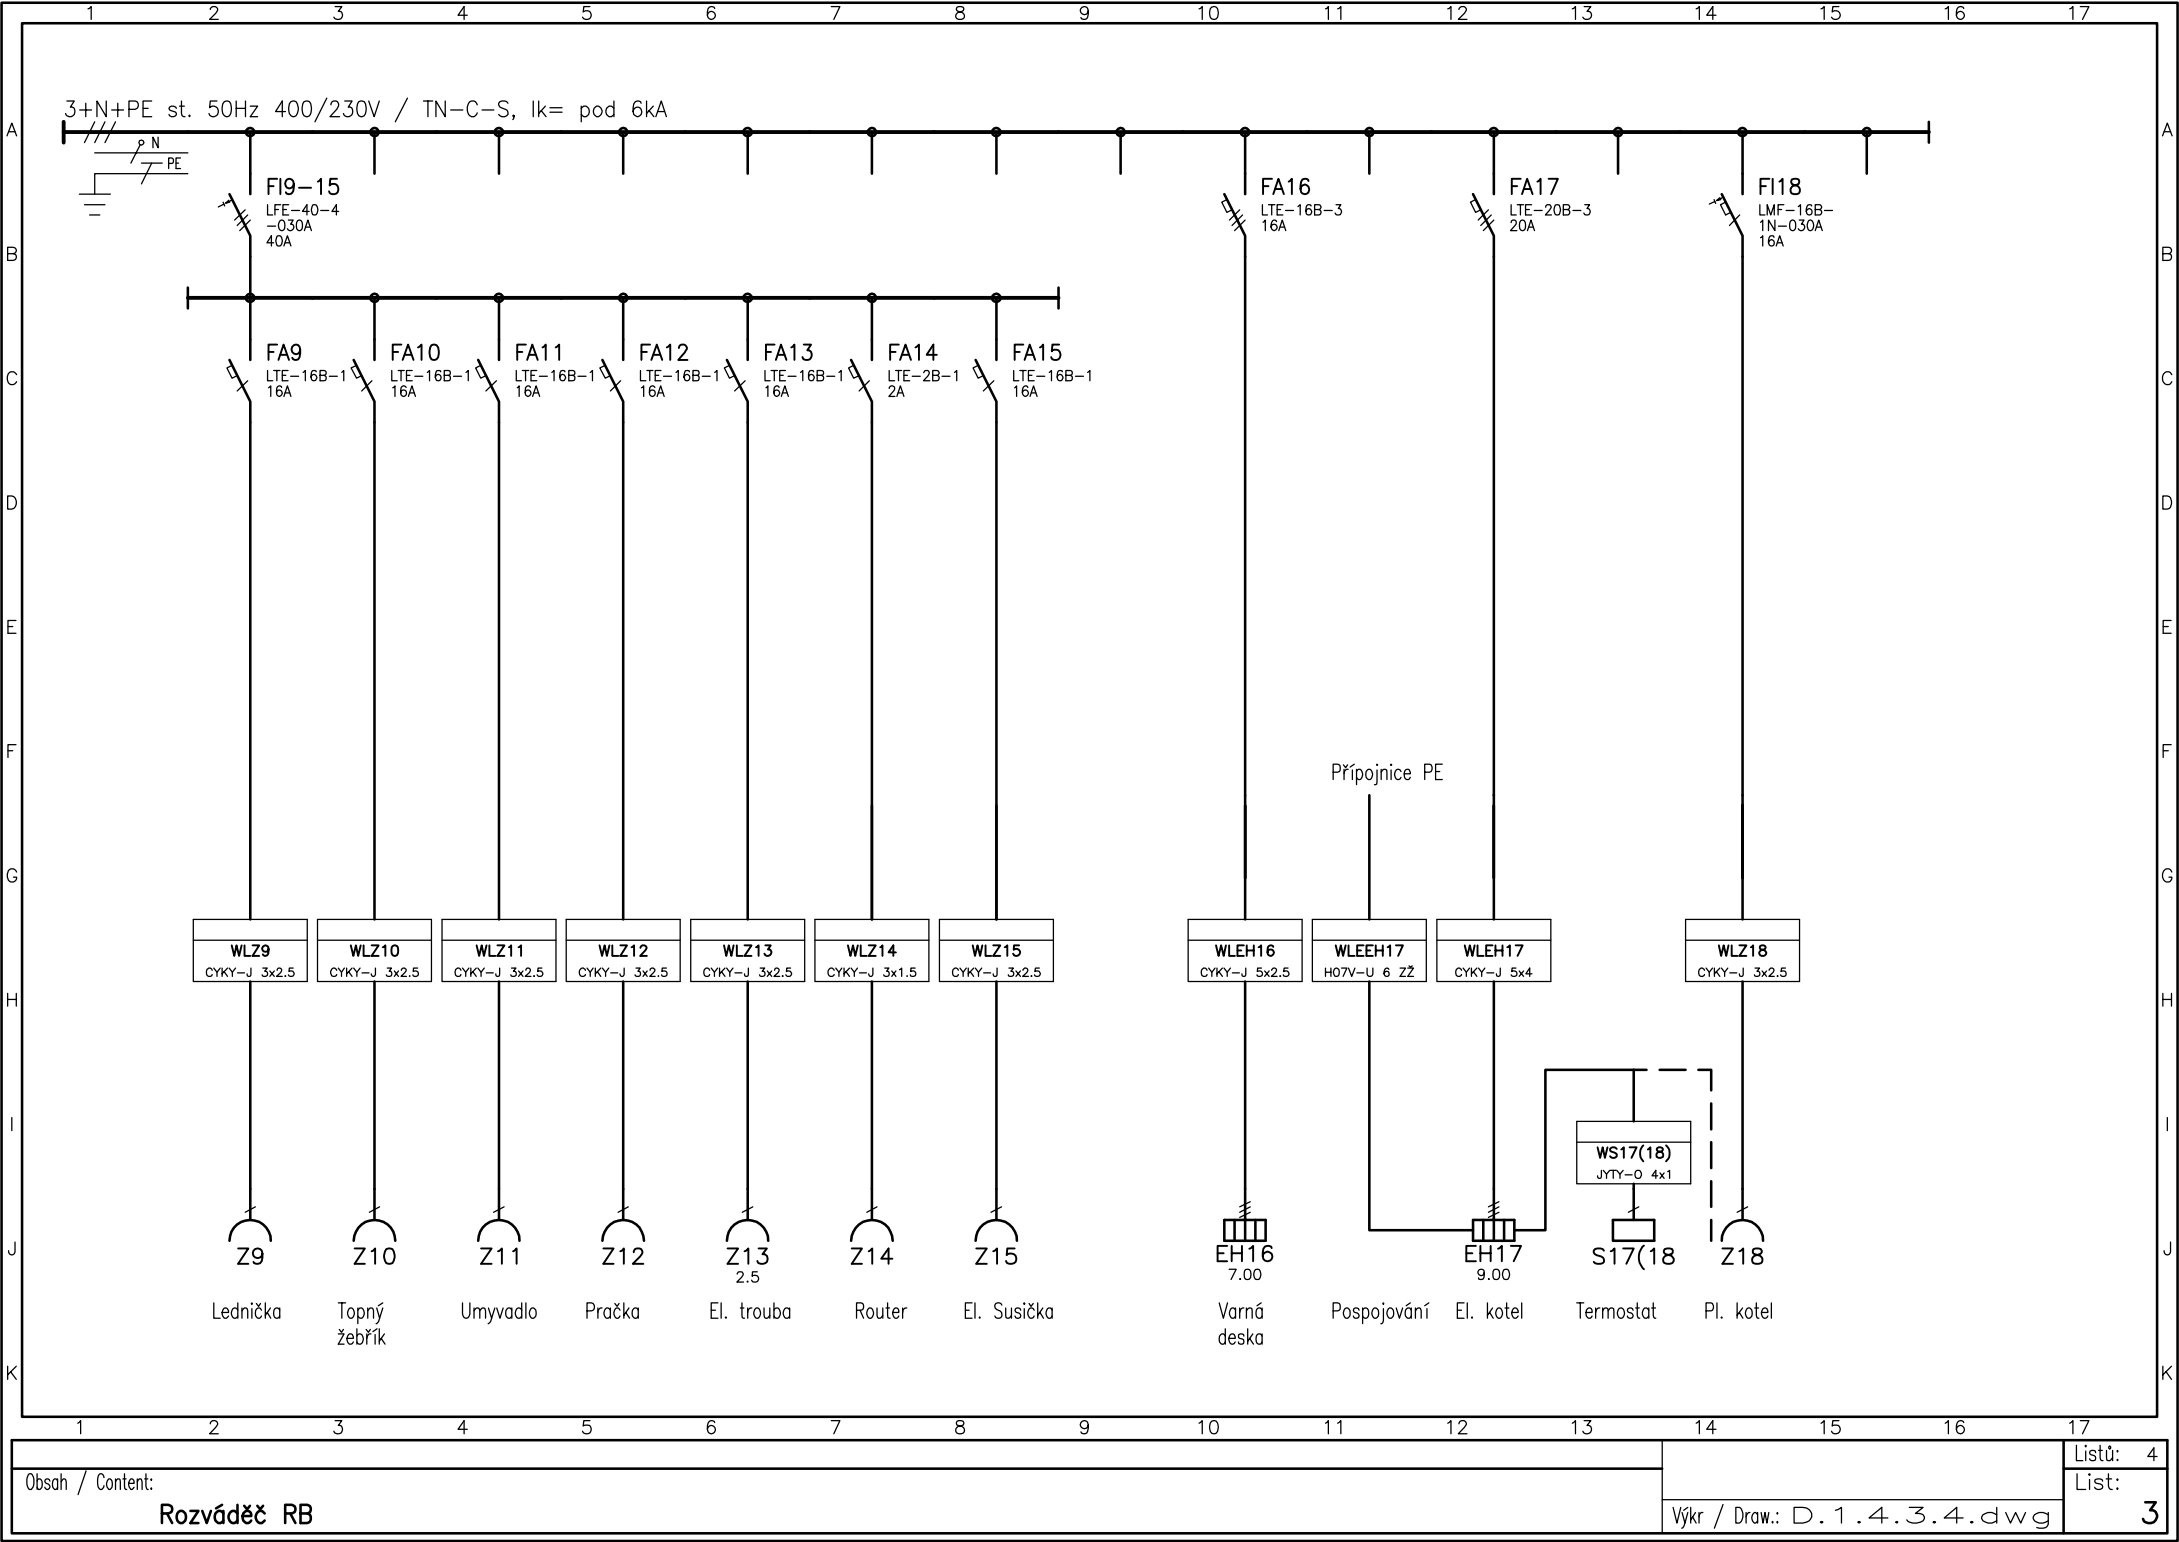 1 2 3 4 5 6 7 8 9 10 11 12 13 14 15 16 17
3+N+PE st. 50Hz 400/230V / TN-C-S, Ik= pod 6kA
A A
N
PE
FI9-15 FA16 FA17 FI18
LFE-40-4 LTE-16B-3 LTE-20B-3 LMF-16B-
-030A 16A 20A 1N-030A
40A 16A
B B
FA9 FA10 FA11 FA12 FA13 FA14 FA15
LTE-16B-1 LTE-16B-1 LTE-16B-1 LTE-16B-1 LTE-16B-1 LTE-2B-1 LTE-16B-1
16A 16A 16A 16A 16A 2A 16A
C C
D D
E E
F F
Přípojnice PE
G G
WLZ9 WLZ10 WLZ11 WLZ12 WLZ13 WLZ14 WLZ15 WLEH16 WLEEH17 WLEH17 WLZ18
CYKY-J 3x2.5 CYKY-J 3x2.5 CYKY-J 3x2.5 CYKY-J 3x2.5 CYKY-J 3x2.5 CYKY-J 3x1.5 CYKY-J 3x2.5 CYKY-J 5x2.5 H07V-U 6 ZŽ CYKY-J 5x4 CYKY-J 3x2.5
H H
I I
WS17(18)
JYTY-O 4x1
J J
Z9 Z10 Z11 Z12 Z13 Z14 Z15 EH16 EH17 S17(18 Z18
2.5 7.00 9.00
Lednička Topný Umyvadlo Pračka El. trouba Router El. Susička Varná Pospojování El. kotel Termostat Pl. kotel
žebřík deska
K K
1 2 3 4 5 6 7 8 9 10 11 12 13 14 15 16 17
Listů: 4
Obsah / Content:
List:
Rozváděč RB
Výkr / Draw.: D.1.4.3.4.dwg
3